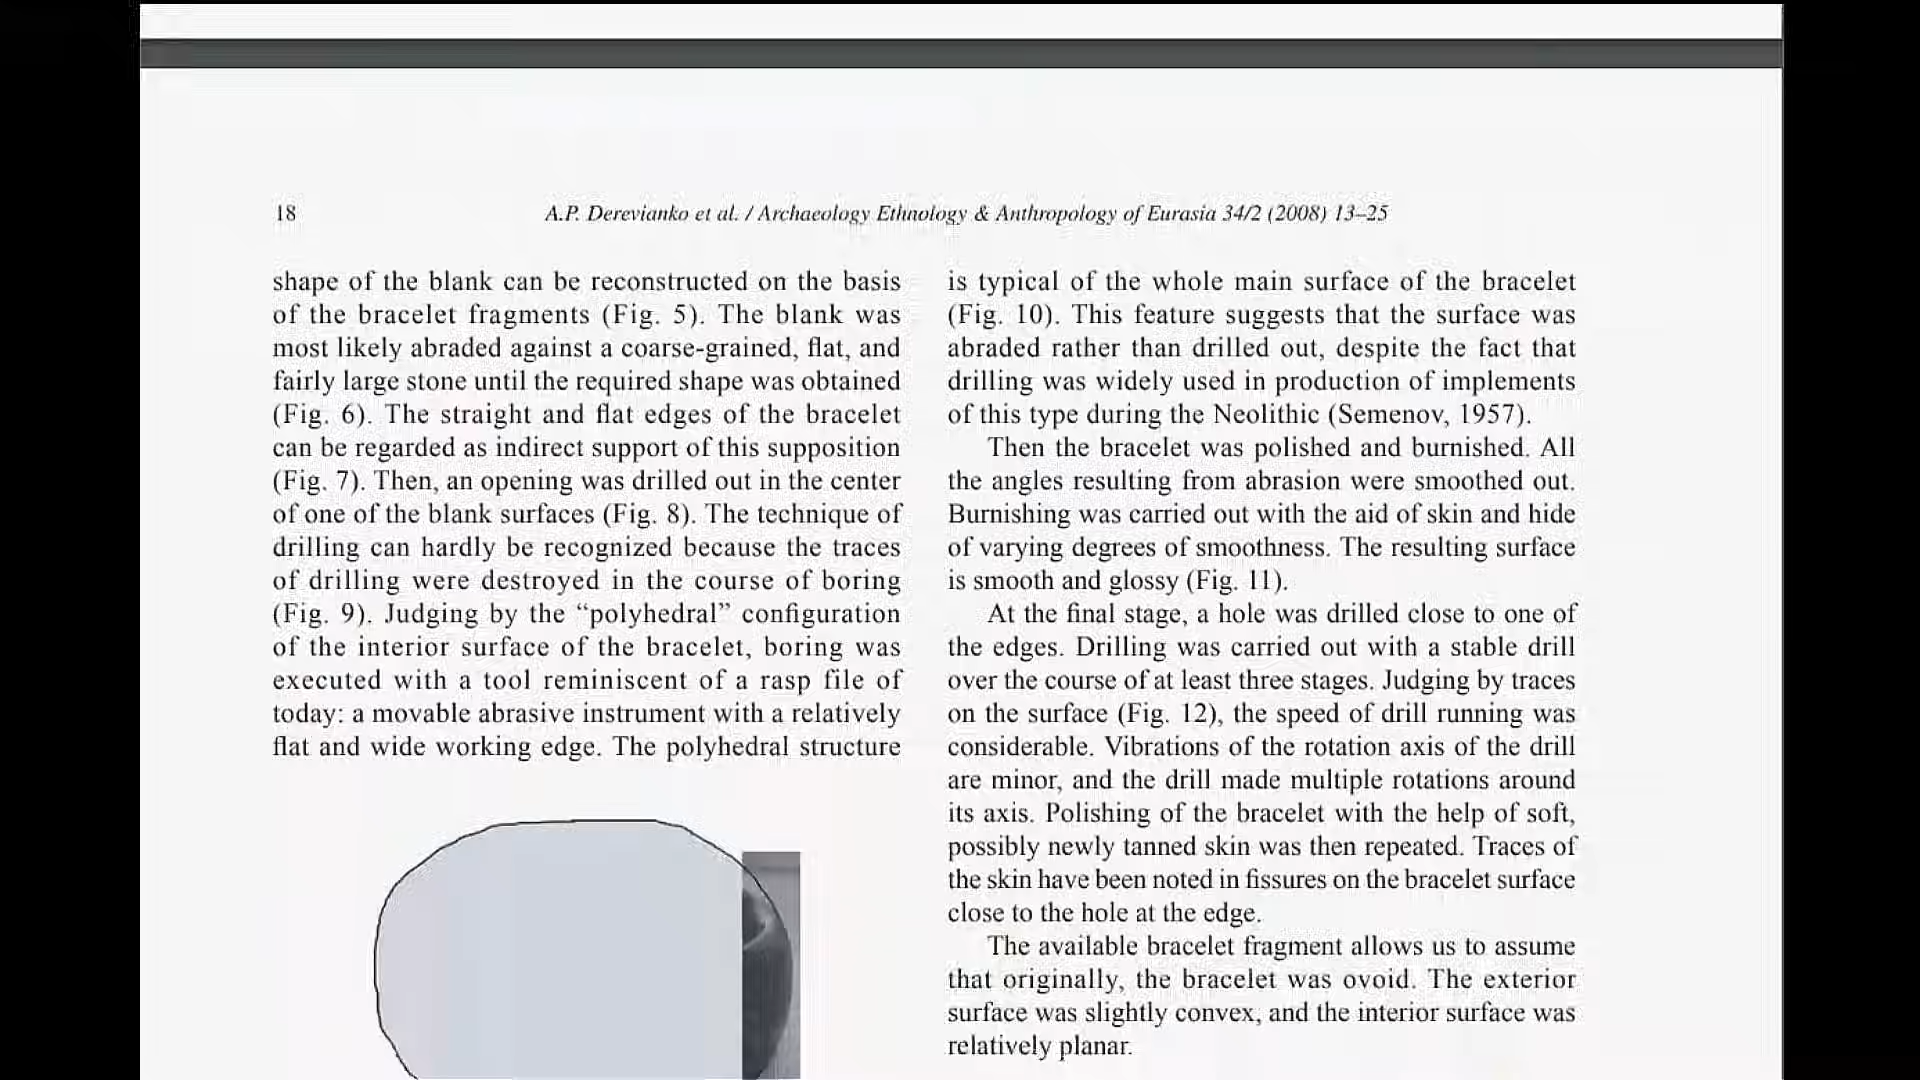 18
A.P. Derevianko et al. / Archaeology Ethnology & Anthropology of Eurasia 34/2 (2008) 13–25
shape of the blank can be reconstructed on the basis
of the bracelet fragments (Fig. 5). The blank was
most likely abraded against a coarse-grained, flat, and
fairly large stone until the required shape was obtained
(Fig. 6). The straight and flat edges of the bracelet
can be regarded as indirect support of this supposition
(Fig. 7). Then, an opening was drilled out in the center
of one of the blank surfaces (Fig. 8). The technique of
drilling can hardly be recognized because the traces
of drilling were destroyed in the course of boring
(Fig. 9). Judging by the “polyhedral” configuration
of the interior surface of the bracelet, boring was
executed with a tool reminiscent of a rasp file of
today: a movable abrasive instrument with a relatively
flat and wide working edge. The polyhedral structure
is typical of the whole main surface of the bracelet
(Fig. 10). This feature suggests that the surface was
abraded rather than drilled out, despite the fact that
drilling was widely used in production of implements
of this type during the Neolithic (Semenov, 1957).
Then the bracelet was polished and burnished. All
the angles resulting from abrasion were smoothed out.
Burnishing was carried out with the aid of skin and hide
of varying degrees of smoothness. The resulting surface
is smooth and glossy (Fig. 11).
At the final stage, a hole was drilled close to one of
the edges. Drilling was carried out with a stable drill
over the course of at least three stages. Judging by traces
on the surface (Fig. 12), the speed of drill running was
considerable. Vibrations of the rotation axis of the drill
are minor, and the drill made multiple rotations around
its axis. Polishing of the bracelet with the help of soft,
possibly newly tanned skin was then repeated. Traces of
the skin have been noted in fissures on the bracelet surface
close to the hole at the edge.
The available bracelet fragment allows us to assume
that originally, the bracelet was ovoid. The exterior
surface was slightly convex, and the interior surface was
relatively planar.